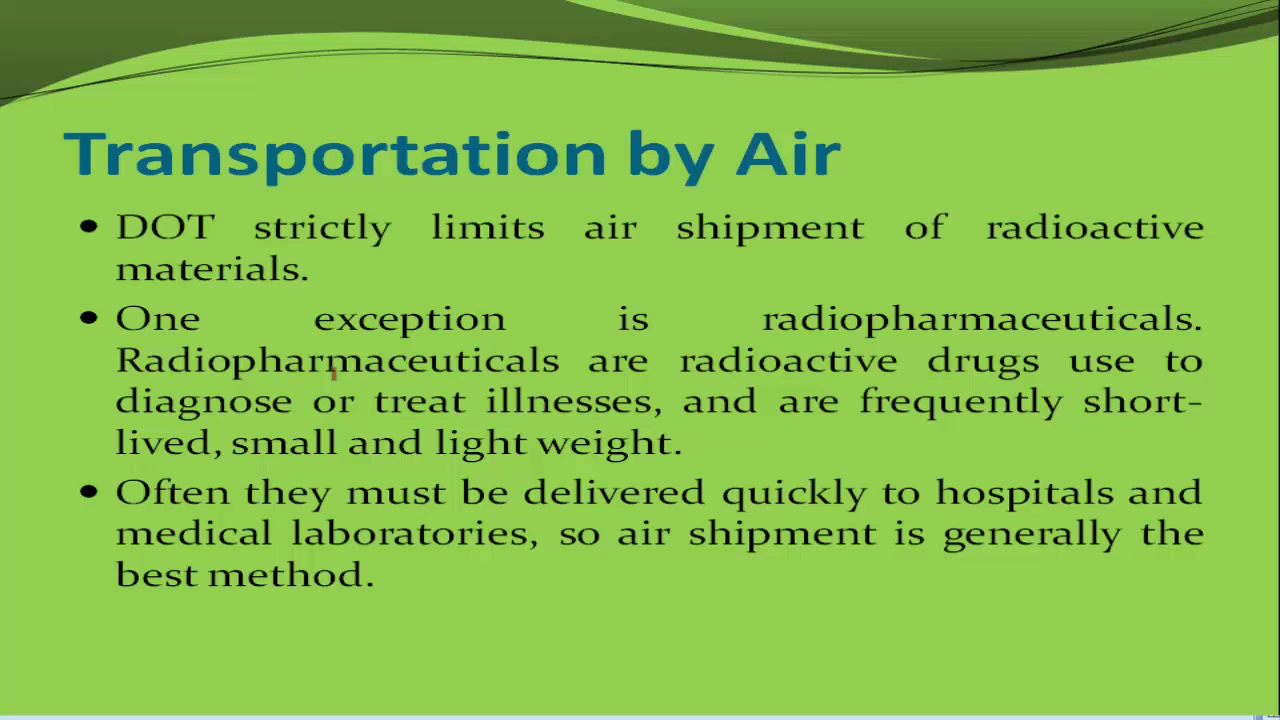 Transportation by Air
• DOT strictly limits air shipment of radioactive
materials.
• One exception is radiopharmaceuticals.
Radiopharmaceuticals are radioactive drugs use to
diagnose or treat illnesses, and are frequently short-
lived, small and light weight.
• Often they must be delivered quickly to hospitals and
medical laboratories, so air shipment is generally the
best method.